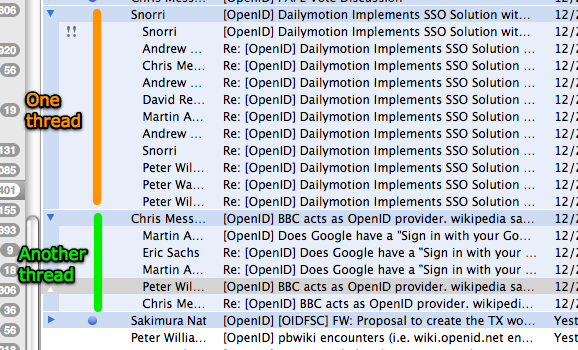 Snorri [OpenID] Dailymotion Implements SSO Solution wit... 12/
806
!! Snorri [OpenID] Dailymotion Implements SSO Solution wit... 12/
920 Andrew ... Re: [OpenID] Dailymotion Implements SSO Solution ... 12/
56 Chris Me... Re: [OpenID] Dailymotion Implements SSO Solution ... 12/
Andrew ... Re: [OpenID] Dailymotion Implements SSO Solution ... 12/
One thread
David Re... Re: [OpenID] Dailymotion Implements SSO Solution ... 12/
19 Martin A... Re: [OpenID] Dailymotion Implements SSO Solution ... 12/
Andrew ... Re: [OpenID] Dailymotion Implements SSO Solution ... 12/
131 Snorri Re: [OpenID] Dailymotion Implements SSO Solution ... 12/
085 Peter Wil... Re: [OpenID] Dailymotion Implements SSO Solution ... 12/
401 Peter Wa... Re: [OpenID] Dailymotion Implements SSO Solution ... 12/
Peter Wil... Re: [OpenID] Dailymotion Implements SSO Solution ... 12/
155 Chris Mess... [OpenID] BBC acts as OpenID provider. wikipedia sa... 12/
893 Martin A... [OpenID] Does Google have a "Sign in with your Go... 12/
Another thread
9 Eric Sachs Re: [OpenID] Does Google have a "Sign in with your ... 12/
18 Martin A... Re: [OpenID] Does Google have a "Sign in with your ... 12/
306 Peter Wil... [OpenID] BBC acts as OpenID provider. wikipedia sa... 12/
36 Chris Me... Re: [OpenID] BBC acts as OpenID provider. wikipedi... 12/
Sakimura Nat [OpenID] [OIDFSC] FW: Proposal to create the TX wo... Yest
56 Peter Willia... [OpenID] pbwiki encounters (i.e. wiki.openid.net en... Yest